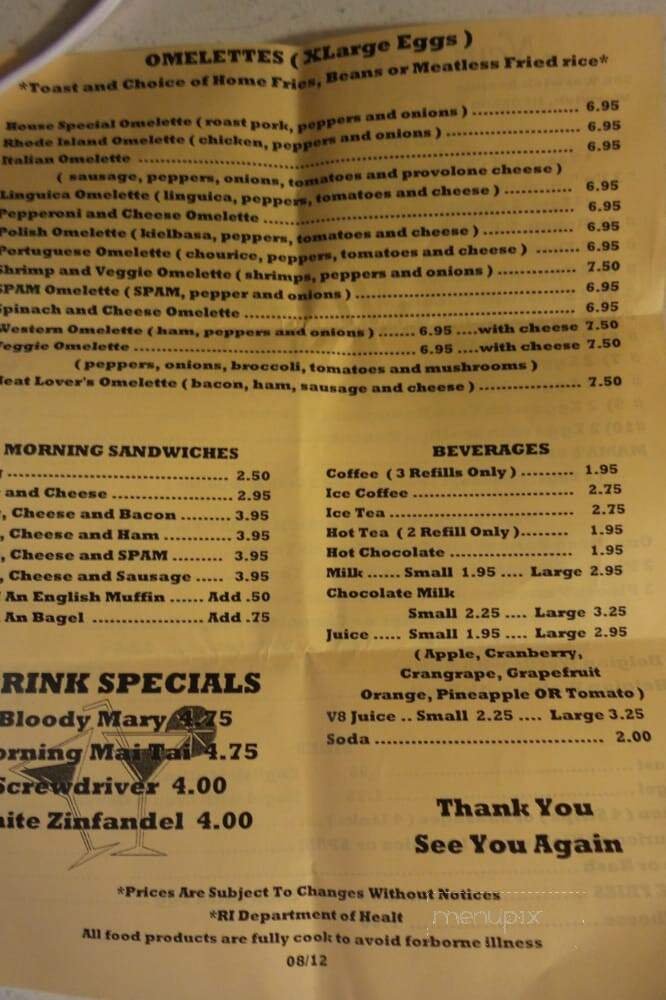 OMELETTES ( XLarge Eggs )
*Toast and Choice of Home Fries, Beans or Meatless Fried rice*
House Special Omelette ( roast pork, peppers and onions ) .................. 6.95
Rhode Island Omelette ( chicken, peppers and onions ) ...................... 6.95
Italian Omelette .................................................................. 6.95
( sausage, peppers, onions, tomatoes and provolone cheese )
Linguica Omelette ( linguica, peppers, tomatoes and cheese ) ........... 6.95
Pepperoni and Cheese Omelette ................................................ 6.95
Polish Omelette ( kielbasa, peppers, tomatoes and cheese ) .............. 6.95
Portuguese Omelette ( chourice, peppers, tomatoes and cheese ) ....... 6.95
Shrimp and Veggie Omelette ( shrimps, peppers and onions ) ............ 7.50
SPAM Omelette ( SPAM, pepper and onions ) ................................. 6.95
Spinach and Cheese Omelette .................................................. 6.95
Western Omelette ( ham, peppers and onions ) ....... 6.95 ....with cheese 7.50
Veggie Omelette ............................................. 6.95 ....with cheese 7.50
( peppers, onions, broccoli, tomatoes and mushrooms )
Meat Lover's Omelette ( bacon, ham, sausage and cheese ) ................. 7.50
MORNING SANDWICHES
................................... 2.50
and Cheese ................... 2.95
, Cheese and Bacon ........ 3.95
, Cheese and Ham ........... 3.95
, Cheese and SPAM ......... 3.95
, Cheese and Sausage ..... 3.95
An English Muffin ...... Add .50
An Bagel .................. Add .75
RINK SPECIALS
Bloody Mary 4.75
orning Mai Tai 4.75
Screwdriver 4.00
ite Zinfandel 4.00
BEVERAGES
Coffee ( 3 Refills Only ) ......... 1.95
Ice Coffee ............................ 2.75
Ice Tea ................................ 2.75
Hot Tea ( 2 Refill Only )........ 1.95
Hot Chocolate ..................... 1.95
Milk ...... Small 1.95 .... Large 2.95
Chocolate Milk
Small 2.25 .... Large 3.25
Juice ..... Small 1.95 .... Large 2.95
( Apple, Cranberry,
Crangrape, Grapefruit
Orange, Pineapple OR Tomato )
V8 Juice .. Small 2.25 .... Large 3.25
Soda ................................... 2.00
Thank You
See You Again
*Prices Are Subject To Changes Without Notices
*RI Department of Healt
All food products are fully cook to avoid forborne illness
08/12
menupix